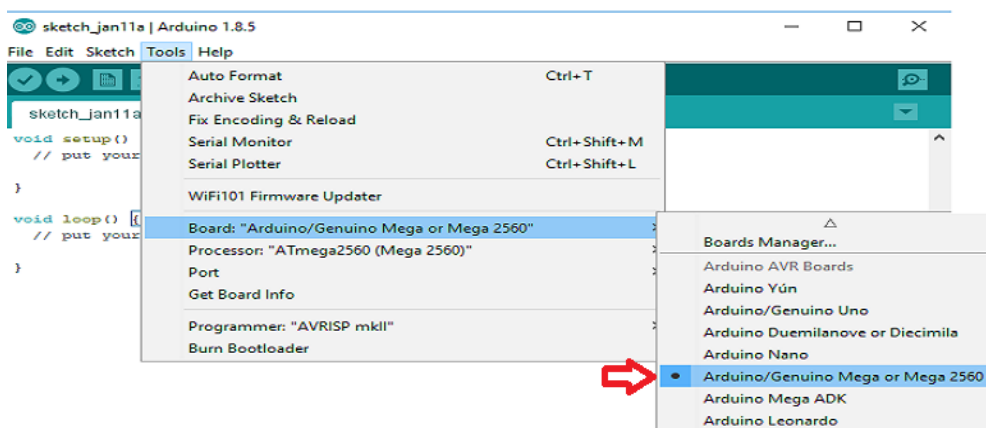 sketch_jan11a | Arduino 1.8.5
File Edit Sketch Tools Help
sketch_jan11a
void setup()
// put your
}
void loop() {
// put your
}
Auto Format Ctrl+T
Archive Sketch
Fix Encoding & Reload
Serial Monitor Ctrl+Shift+M
Serial Plotter Ctrl+Shift+L
WiFi101 Firmware Updater
Board: "Arduino/Genuino Mega or Mega 2560"
Processor: "ATmega2560 (Mega 2560)"
Port
Get Board Info
Programmer: "AVRISP mkII"
Burn Bootloader
Boards Manager...
Arduino AVR Boards
Arduino Yún
Arduino/Genuino Uno
Arduino Duemilanove or Diecimila
Arduino Nano
Arduino/Genuino Mega or Mega 2560
Arduino Mega ADK
Arduino Leonardo